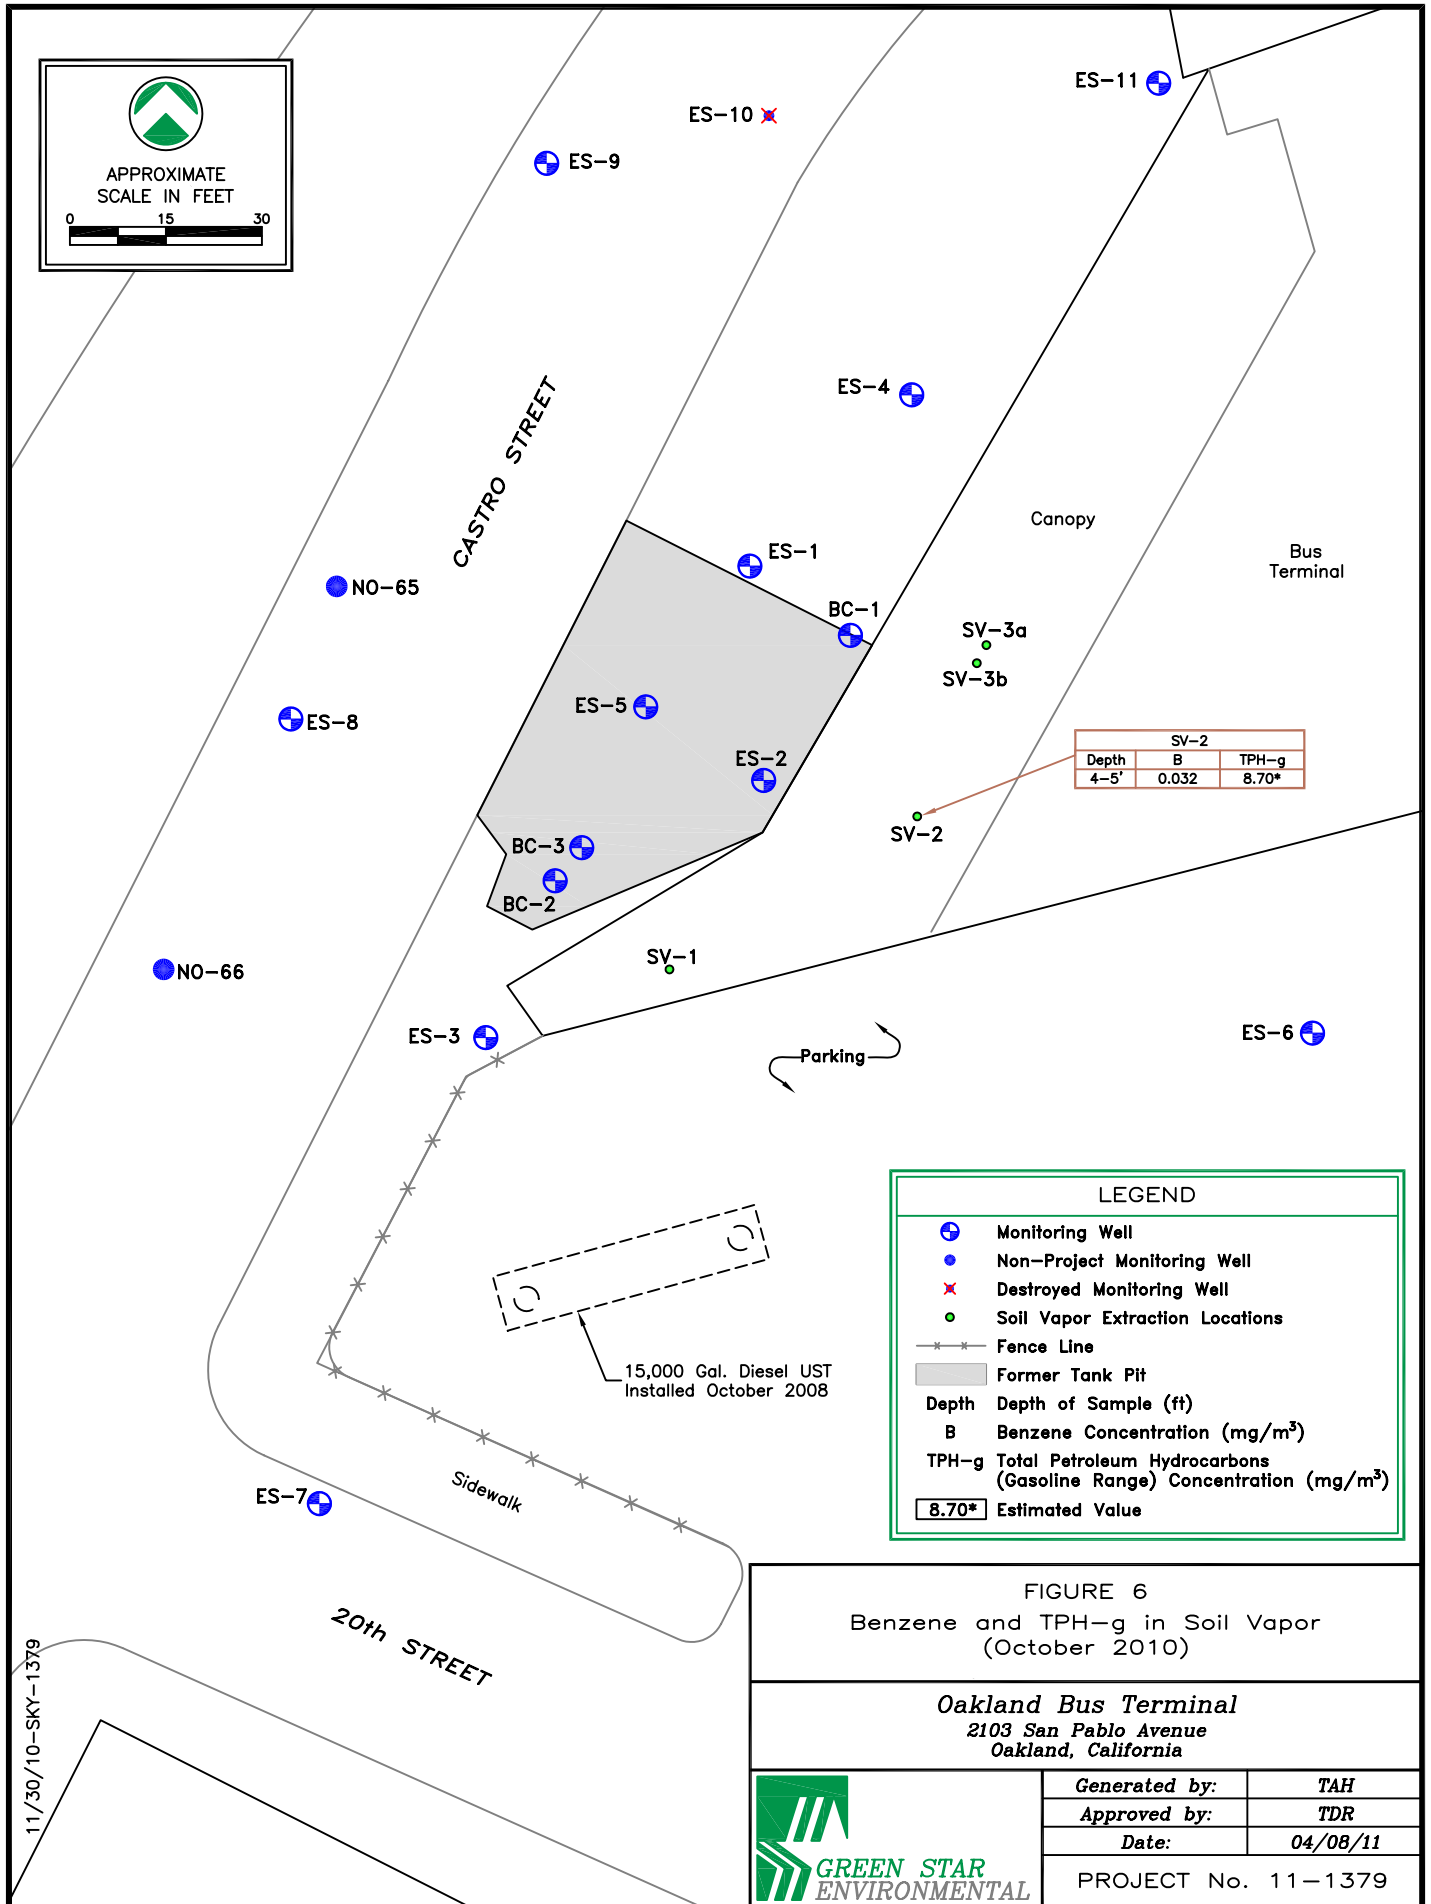 APPROXIMATE
SCALE IN FEET
0 15 30
ES-11
ES-10
ES-9
ES-4
CASTRO STREET
Canopy
Bus
Terminal
ES-1
NO-65
BC-1
SV-3a
SV-3b
ES-5
ES-8
ES-2
SV-2
Depth B TPH-g
4-5' 0.032 8.70*
SV-2
BC-3
BC-2
SV-1
NO-66
ES-3
Parking
ES-6
15,000 Gal. Diesel UST
Installed October 2008
Sidewalk
ES-7
20th STREET
LEGEND
Monitoring Well
Non-Project Monitoring Well
Destroyed Monitoring Well
Soil Vapor Extraction Locations
Fence Line
Former Tank Pit
Depth Depth of Sample (ft)
B Benzene Concentration (mg/m³)
TPH-g Total Petroleum Hydrocarbons
(Gasoline Range) Concentration (mg/m³)
8.70* Estimated Value
11/30/10-SKY-1379
FIGURE 6
Benzene and TPH-g in Soil Vapor
(October 2010)
Oakland Bus Terminal
2103 San Pablo Avenue
Oakland, California
GREEN STAR
ENVIRONMENTAL
Generated by: TAH
Approved by: TDR
Date: 04/08/11
PROJECT No. 11-1379